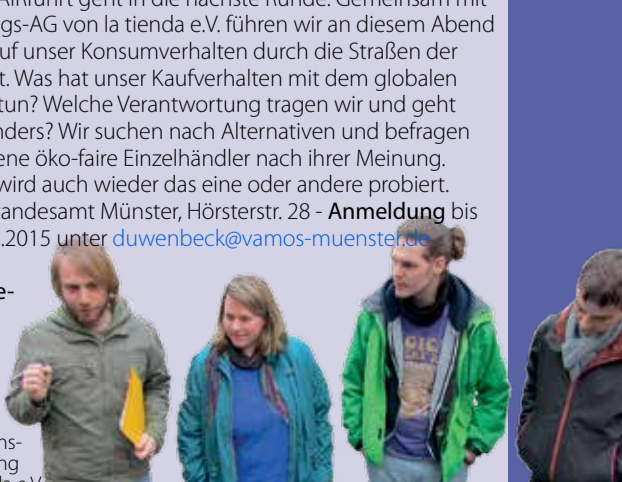 geht in die nächste Runde. Gemeinsam mit
gs-AG von la tienda e.V. führen wir an diesem Abend
uf unser Konsumverhalten durch die Straßen der
t. Was hat unser Kaufverhalten mit dem globalen
tun? Welche Verantwortung tragen wir und geht
nders? Wir suchen nach Alternativen und befragen
ene öko-faire Einzelhändler nach ihrer Meinung.
wird auch wieder das eine oder andere probiert.
andesamt Münster, Hörsterstr. 28 - Anmeldung bis
.2015 unter duwenbeck@vamos-muenster.de
e-
ns-
ng
e.V.